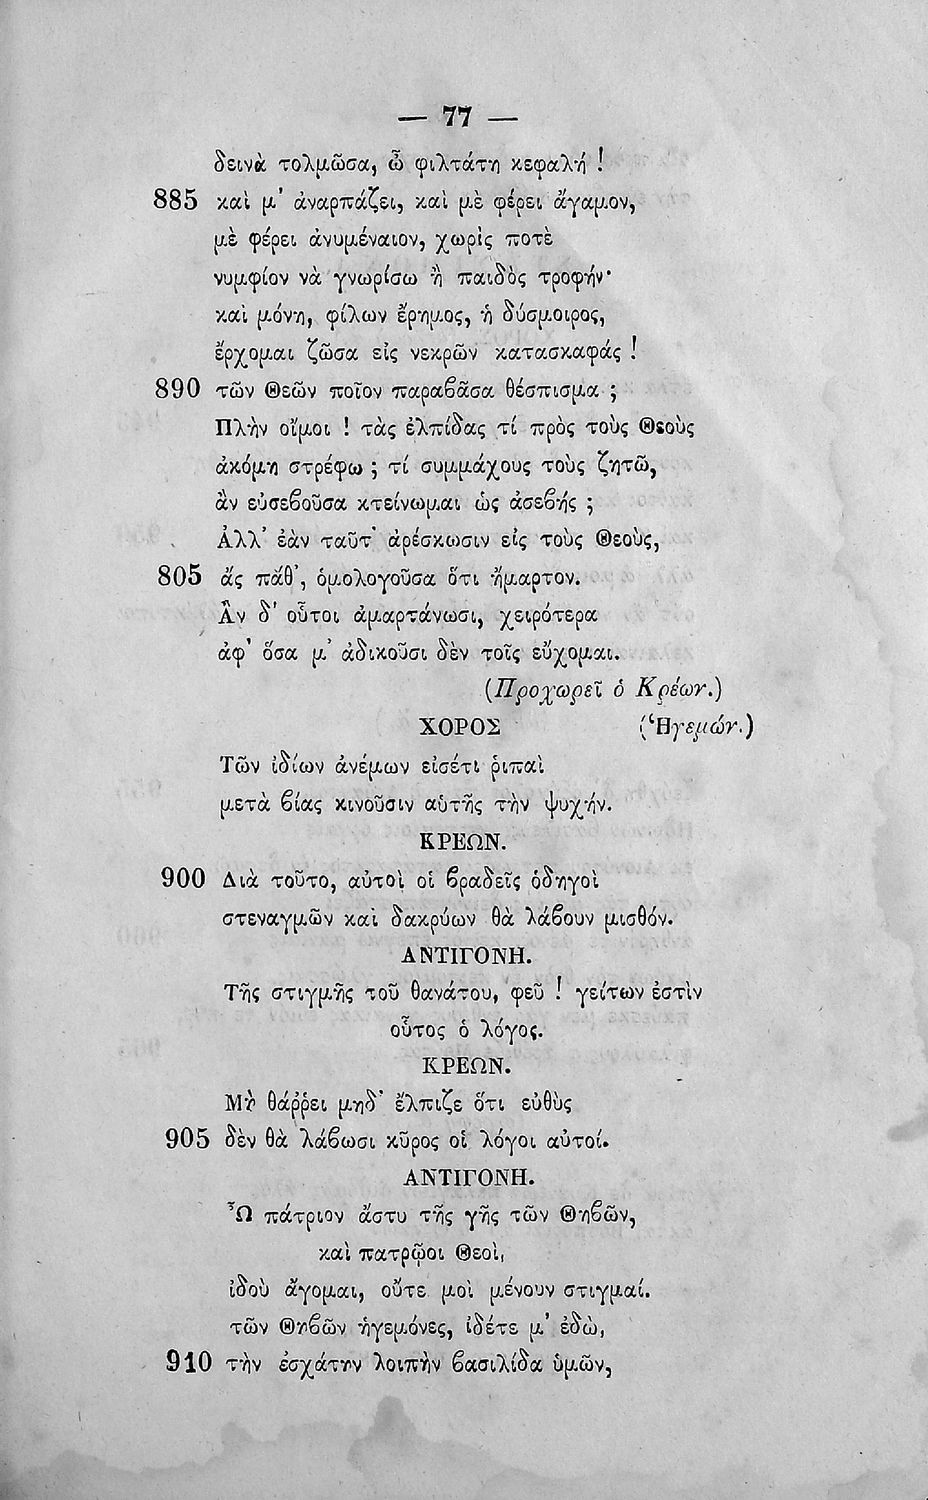 — 77 —
δεινὰ τολμῶσα, ὦ φιλτάτη κεφαλή !
885 καὶ μ' ἀναρπάζει, καὶ μὲ φέρει ἄγαμον,
μὲ φέρει ἀνυμέναιον, χωρὶς ποτὲ
νυμφίον νὰ γνωρίσω ἢ παιδὸς τροφήν·
καὶ μόνη, φίλων ἔρημος, ἡ δύσμοιρος,
ἔρχομαι ζῶσα εἰς νεκρῶν κατασκαφάς !
890 τῶν Θεῶν ποῖον παραβᾶσα θέσπισμα ;
Πλὴν οἴμοι ! τὰς ἐλπίδας τί πρὸς τοὺς Θεοὺς
ἀκόμη στρέφω ; τί συμμάχους τοὺς ζητῶ,
ἂν εὐσεβοῦσα κτείνωμαι ὡς ἀσεβής ;
Ἀλλ' ἐὰν ταῦτ' ἀρέσκωσιν εἰς τοὺς Θεοὺς,
805 ἄς πάθ', ὁμολογοῦσα ὅτι ἥμαρτον.
Ἂν δ' οὗτοι ἁμαρτάνωσι, χειρότερα
ἀφ' ὅσα μ' ἀδικοῦσι δὲν τοῖς εὔχομαι.
(Προχωρεῖ ὁ Κρέων.)
ΧΟΡΟΣ (Ἡγεμών.)
Τῶν ἰδίων ἀνέμων εἰσέτι ῥιπαὶ
μετὰ βίας κινοῦσιν αὐτῆς τὴν ψυχήν.
ΚΡΕΩΝ.
900 Διὰ τοῦτο, αὐτοὶ οἱ βραδεῖς ὁδηγοὶ
στεναγμῶν καὶ δακρύων θὰ λάβουν μισθόν.
ΑΝΤΙΓΟΝΗ.
Τῆς στιγμῆς τοῦ θανάτου, φεῦ ! γείτων ἐστὶν
οὗτος ὁ λόγος.
ΚΡΕΩΝ.
Μὴ θάῤῥει μηδ' ἔλπιζε ὅτι εὐθὺς
905 δὲν θὰ λάβωσι κῦρος οἱ λόγοι αὐτοί.
ΑΝΤΙΓΟΝΗ.
Ὦ πάτριον ἄστυ τῆς γῆς τῶν Θηβῶν,
καὶ πατρῷοι Θεοὶ,
ἰδοὺ ἄγομαι, οὔτε μοὶ μένουν στιγμαί.
τῶν Θηβῶν ἡγεμόνες, ἰδέτε μ' ἐδὼ,
910 τὴν ἐσχάτην λοιπὴν βασιλίδα ὑμῶν,